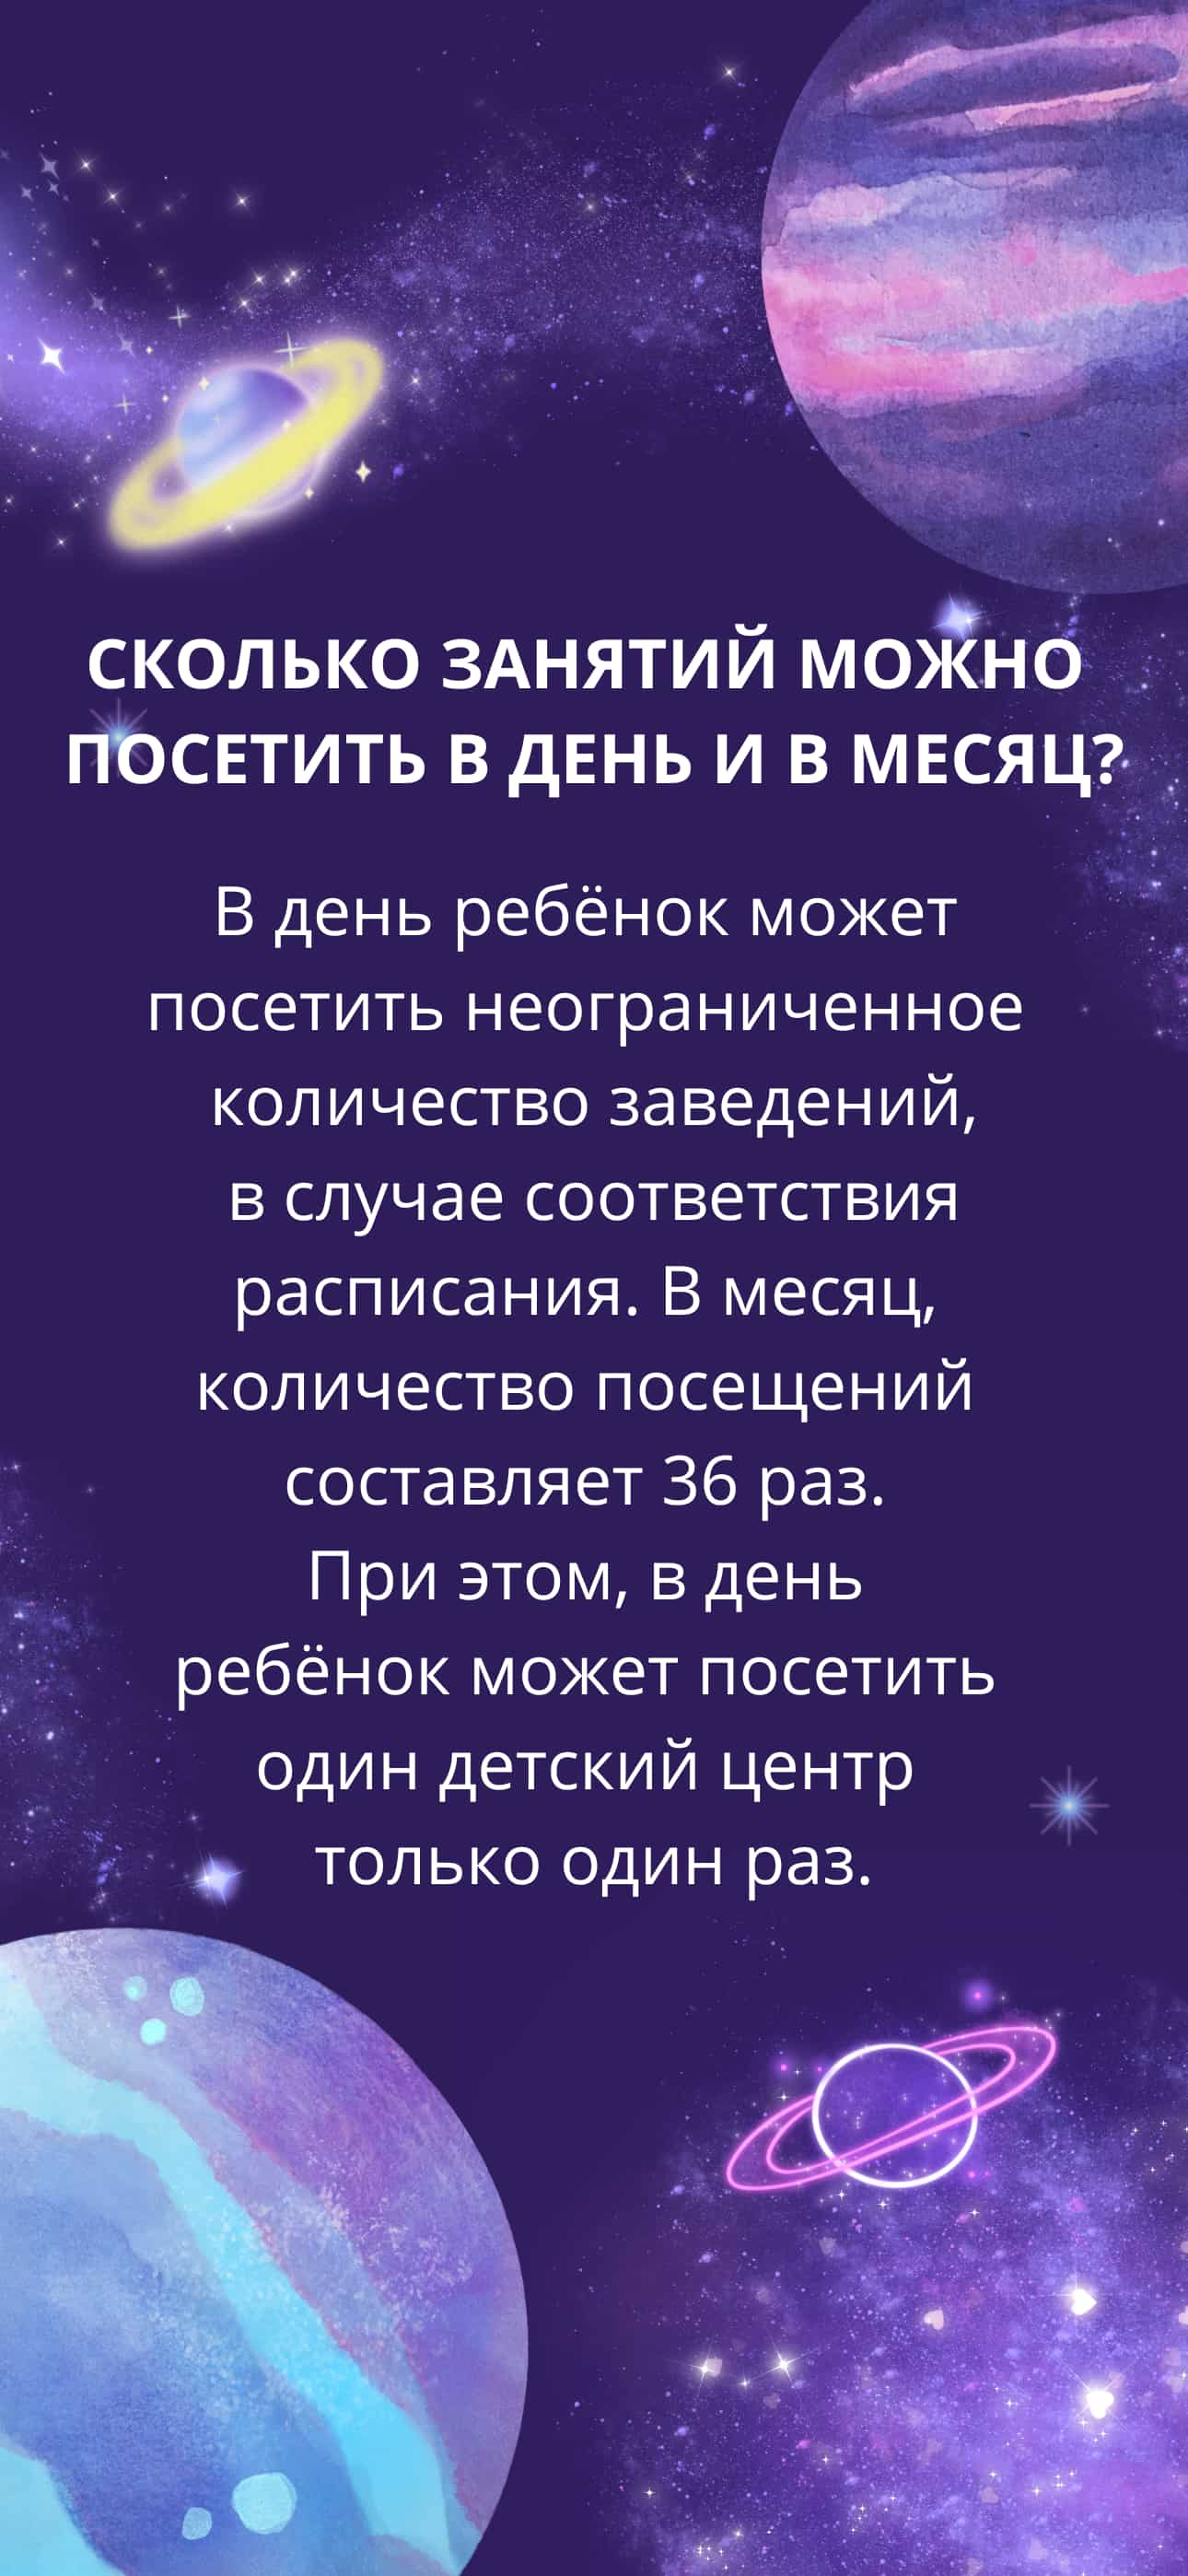 СКОЛЬКО ЗАНЯТИЙ МОЖНО
ПОСЕТИТЬ В ДЕНЬ И В МЕСЯЦ?
В день ребёнок может
посетить неограниченное
количество заведений,
в случае соответствия
расписания. В месяц,
количество посещений
составляет 36 раз.
При этом, в день
ребёнок может посетить
один детский центр
только один раз.